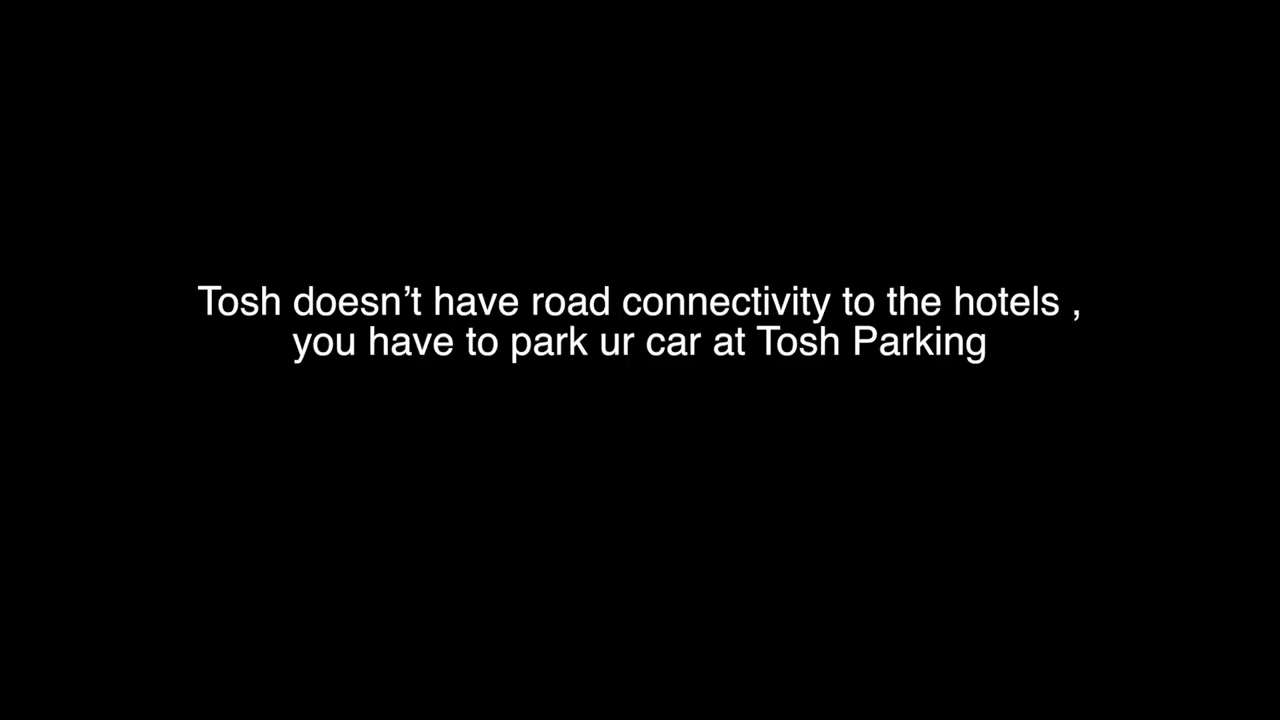 Tosh doesn’t have road connectivity to the hotels ,
you have to park ur car at Tosh Parking